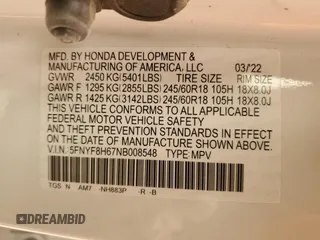 MFD. BY HONDA DEVELOPMENT &
MANUFACTURING OF AMERICA, LLC 03/22
GVWR 2450 KG(5401LBS) TIRE SIZE RIM SIZE
GAWR F 1295 KG(2855LBS) 245/60R18 105H 18X8.0J
GAWR R 1425 KG(3142LBS) 245/60R18 105H 18X8.0J
THIS VEHICLE CONFORMS TO ALL APPLICABLE
FEDERAL MOTOR VEHICLE SAFETY
AND THEFT PREVENTION STANDARDS IN EFFECT
ON THE DATE OF MANUFACTURE SHOWN ABOVE.
V.I.N. 5FNYF8H67NB008548 TYPE:MPV
TGS N AM7 -NH883P -R -B
DREAMBID
DREAMBID.COM